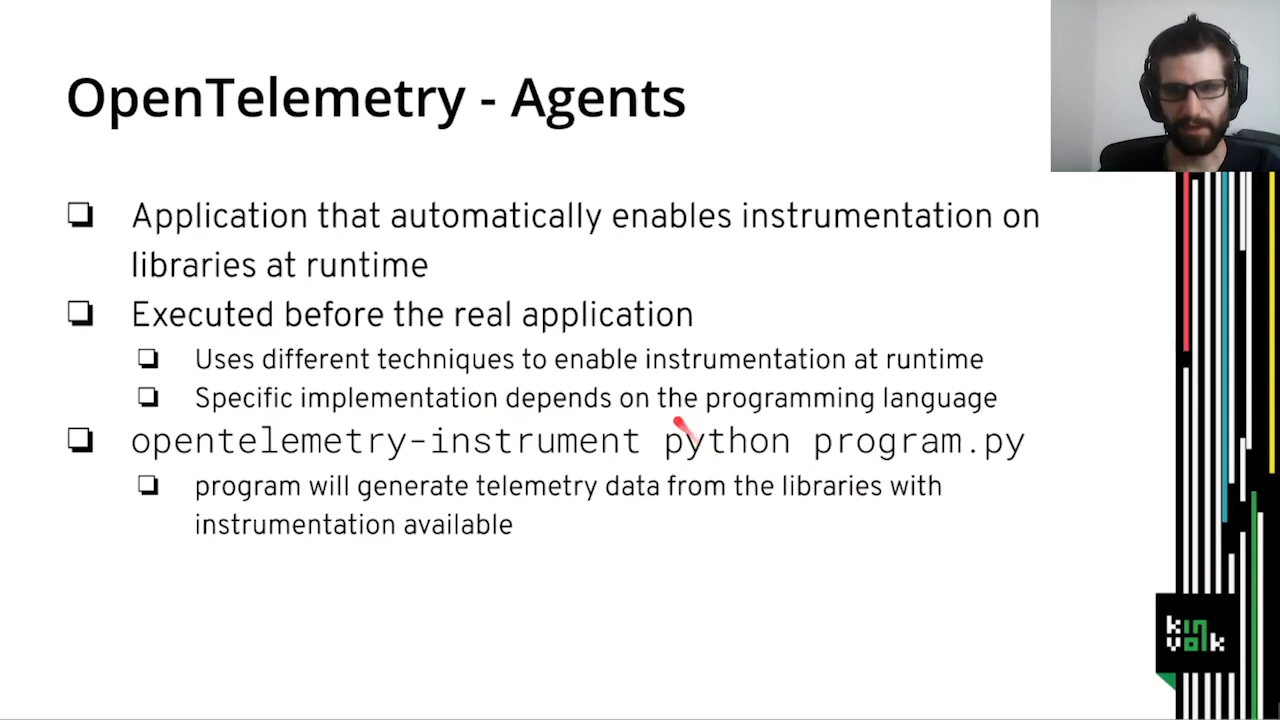 OpenTelemetry - Agents
❏ Application that automatically enables instrumentation on
libraries at runtime
❏ Executed before the real application
❏ Uses different techniques to enable instrumentation at runtime
❏ Specific implementation depends on the programming language
❏ opentelemetry-instrument python program.py
❏ program will generate telemetry data from the libraries with
instrumentation available
kin
volk